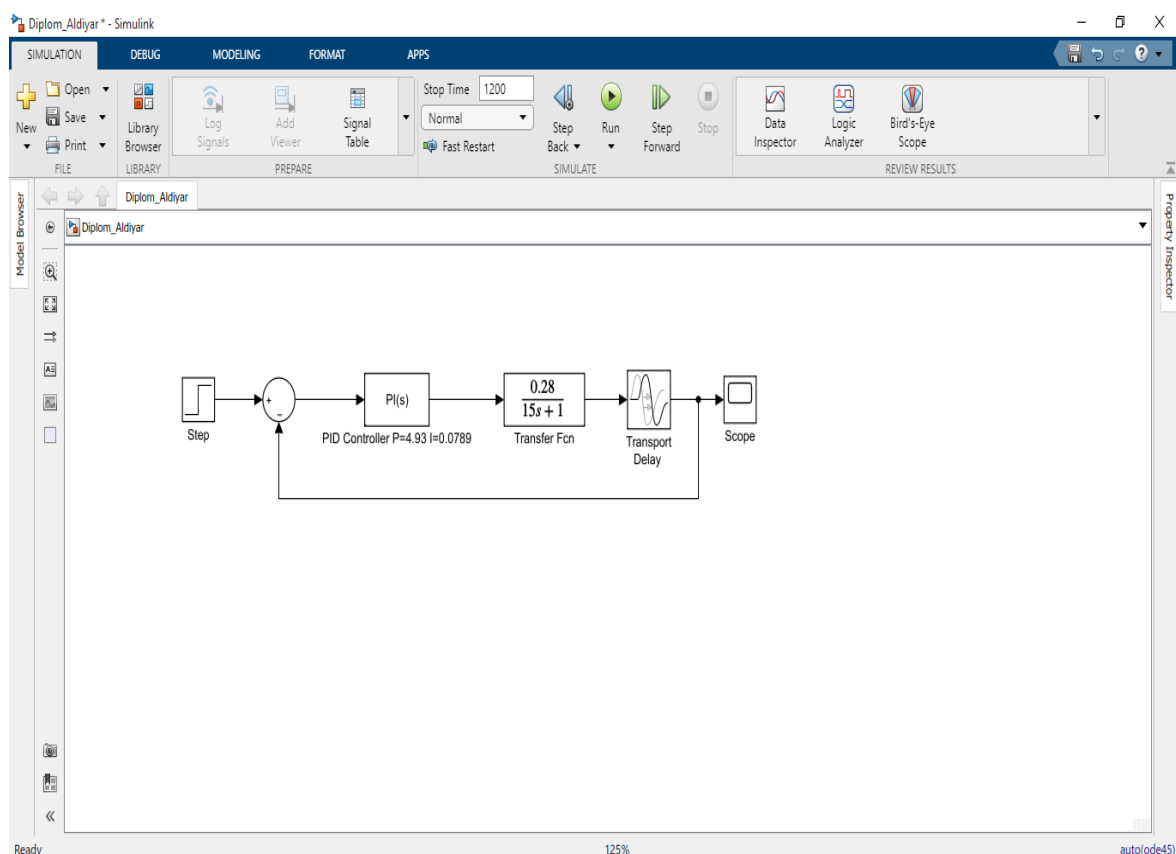 Diplom_Aldiyar * - Simulink
SIMULATION DEBUG MODELING FORMAT APPS
New
Open
Save
Print
FILE
Library
Browser
LIBRARY
Log
Signals
Add
Viewer
Signal
Table
PREPARE
Stop Time 1200
Normal
Fast Restart
Step
Back
Run
Step
Forward
Stop
SIMULATE
Data
Inspector
Logic
Analyzer
Bird's-Eye
Scope
REVIEW RESULTS
Model Browser
Diplom_Aldiyar
Diplom_Aldiyar
Property Inspector
Step
+
-
PI(s)
PID Controller P=4.93 I=0.0789
0.28
15s + 1
Transfer Fcn
Transport
Delay
Scope
Ready 125% auto(ode45)